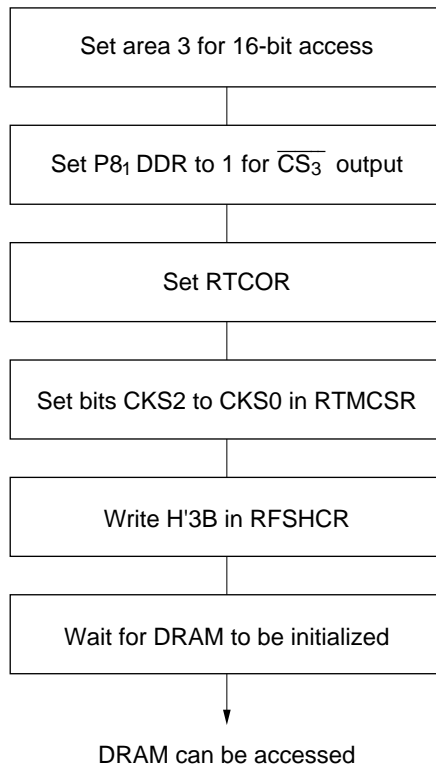 Set area 3 for 16-bit access
Set P8₁ DDR to 1 for C̅S̅₃̅ output
Set RTCOR
Set bits CKS2 to CKS0 in RTMCSR
Write H'3B in RFSHCR
Wait for DRAM to be initialized
DRAM can be accessed